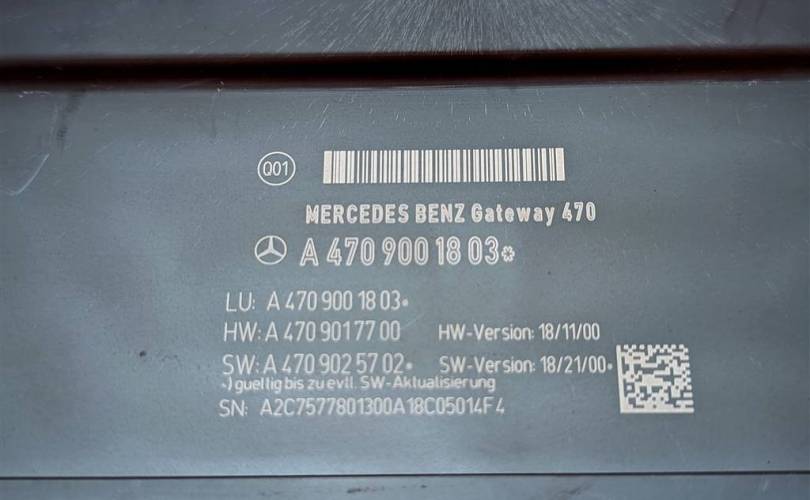 Q01
MERCEDES BENZ Gateway 470
A 470 900 18 03*
LU: A 470 900 18 03*
HW: A 470 901 77 00 HW-Version: 18/11/00
SW: A 470 902 57 02* SW-Version: 18/21/00*
*) gueltig bis zu evtl. SW-Aktualisierung
SN: A2C7577801300A18C05014F4